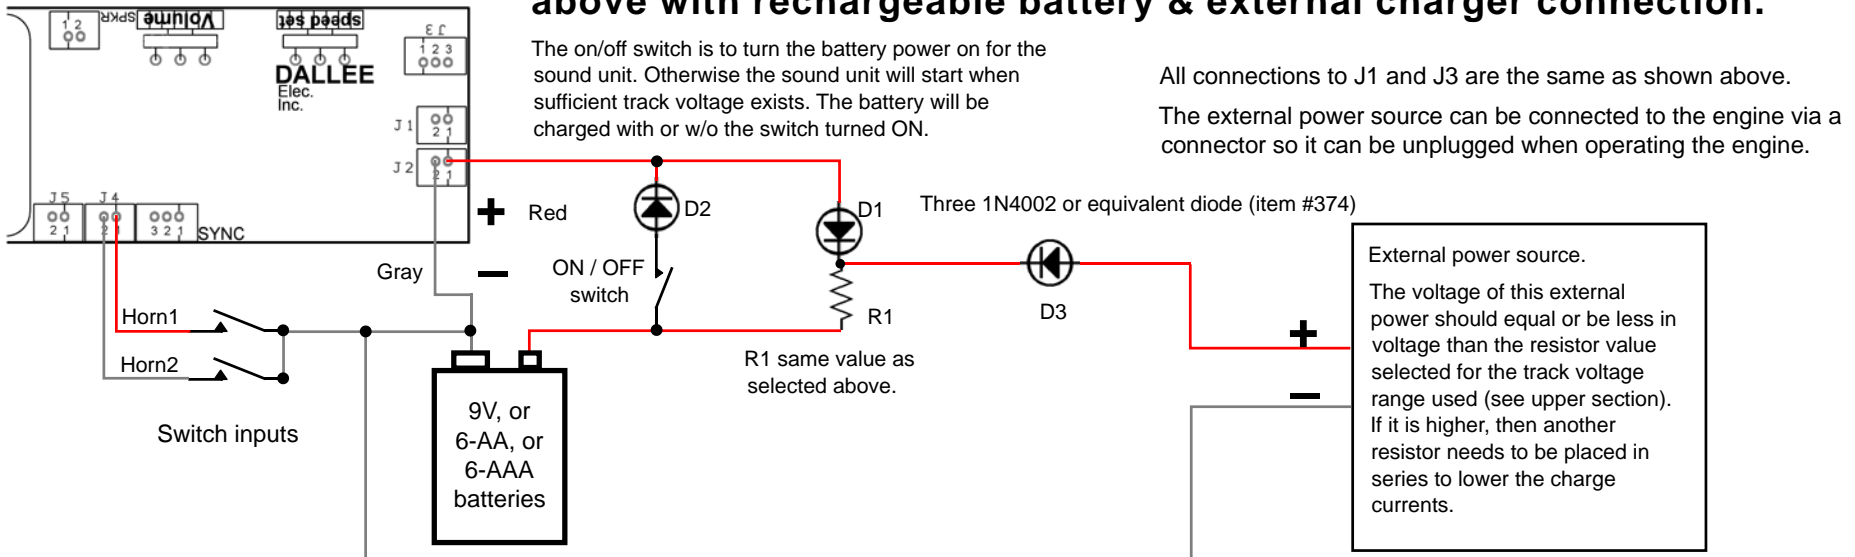 above with rechargeable battery & external charger connection.
1 2
SPKR
Volume
speed set
J3
1 2 3
DALLEE
Elec.
Inc.
J1
2 1
J2
2 1
J5
2 1
J4
2 1
3 2 1
SYNC
The on/off switch is to turn the battery power on for the
sound unit. Otherwise the sound unit will start when
sufficient track voltage exists. The battery will be
charged with or w/o the switch turned ON.
All connections to J1 and J3 are the same as shown above.
The external power source can be connected to the engine via a
connector so it can be unplugged when operating the engine.
+ Red
Gray −
D2
ON / OFF
switch
D1
Three 1N4002 or equivalent diode (item #374)
D3
R1
R1 same value as
selected above.
Horn1
Horn2
Switch inputs
9V, or
6-AA, or
6-AAA
batteries
+
−
External power source.
The voltage of this external
power should equal or be less in
voltage than the resistor value
selected for the track voltage
range used (see upper section).
If it is higher, then another
resistor needs to be placed in
series to lower the charge
currents.